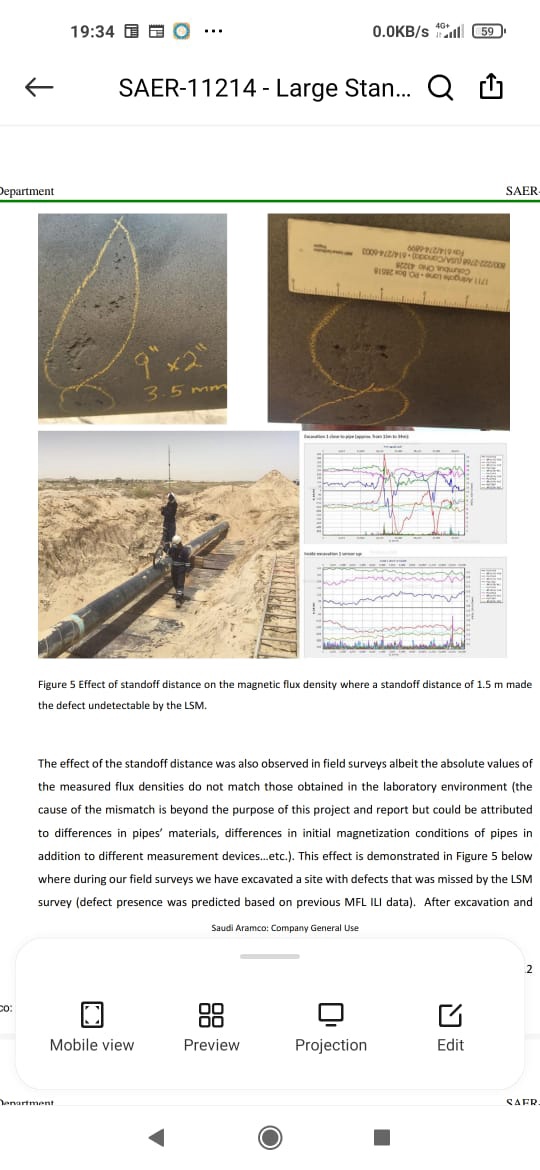 19:34
0.0KB/s 4G+ 59
SAER-11214 - Large Stan...
Department SAER-
9" x2"
3.5 mm
1711 Arlingate Lane • P.O. Box 28518
Columbus, Ohio 43228
800/222-2768 (USA/Canada) • 614/274-6003
Fax 614/274-6899
Excavation 1 close to pipe (approx. from 15m to 34m):
Inside excavation 1 sensor up:
Figure 5 Effect of standoff distance on the magnetic flux density where a standoff distance of 1.5 m made
the defect undetectable by the LSM.
The effect of the standoff distance was also observed in field surveys albeit the absolute values of
the measured flux densities do not match those obtained in the laboratory environment (the
cause of the mismatch is beyond the purpose of this project and report but could be attributed
to differences in pipes' materials, differences in initial magnetization conditions of pipes in
addition to different measurement devices...etc.). This effect is demonstrated in Figure 5 below
where during our field surveys we have excavated a site with defects that was missed by the LSM
survey (defect presence was predicted based on previous MFL ILI data). After excavation and
Saudi Aramco: Company General Use
2
co:
Mobile view Preview Projection Edit
Department SAER-